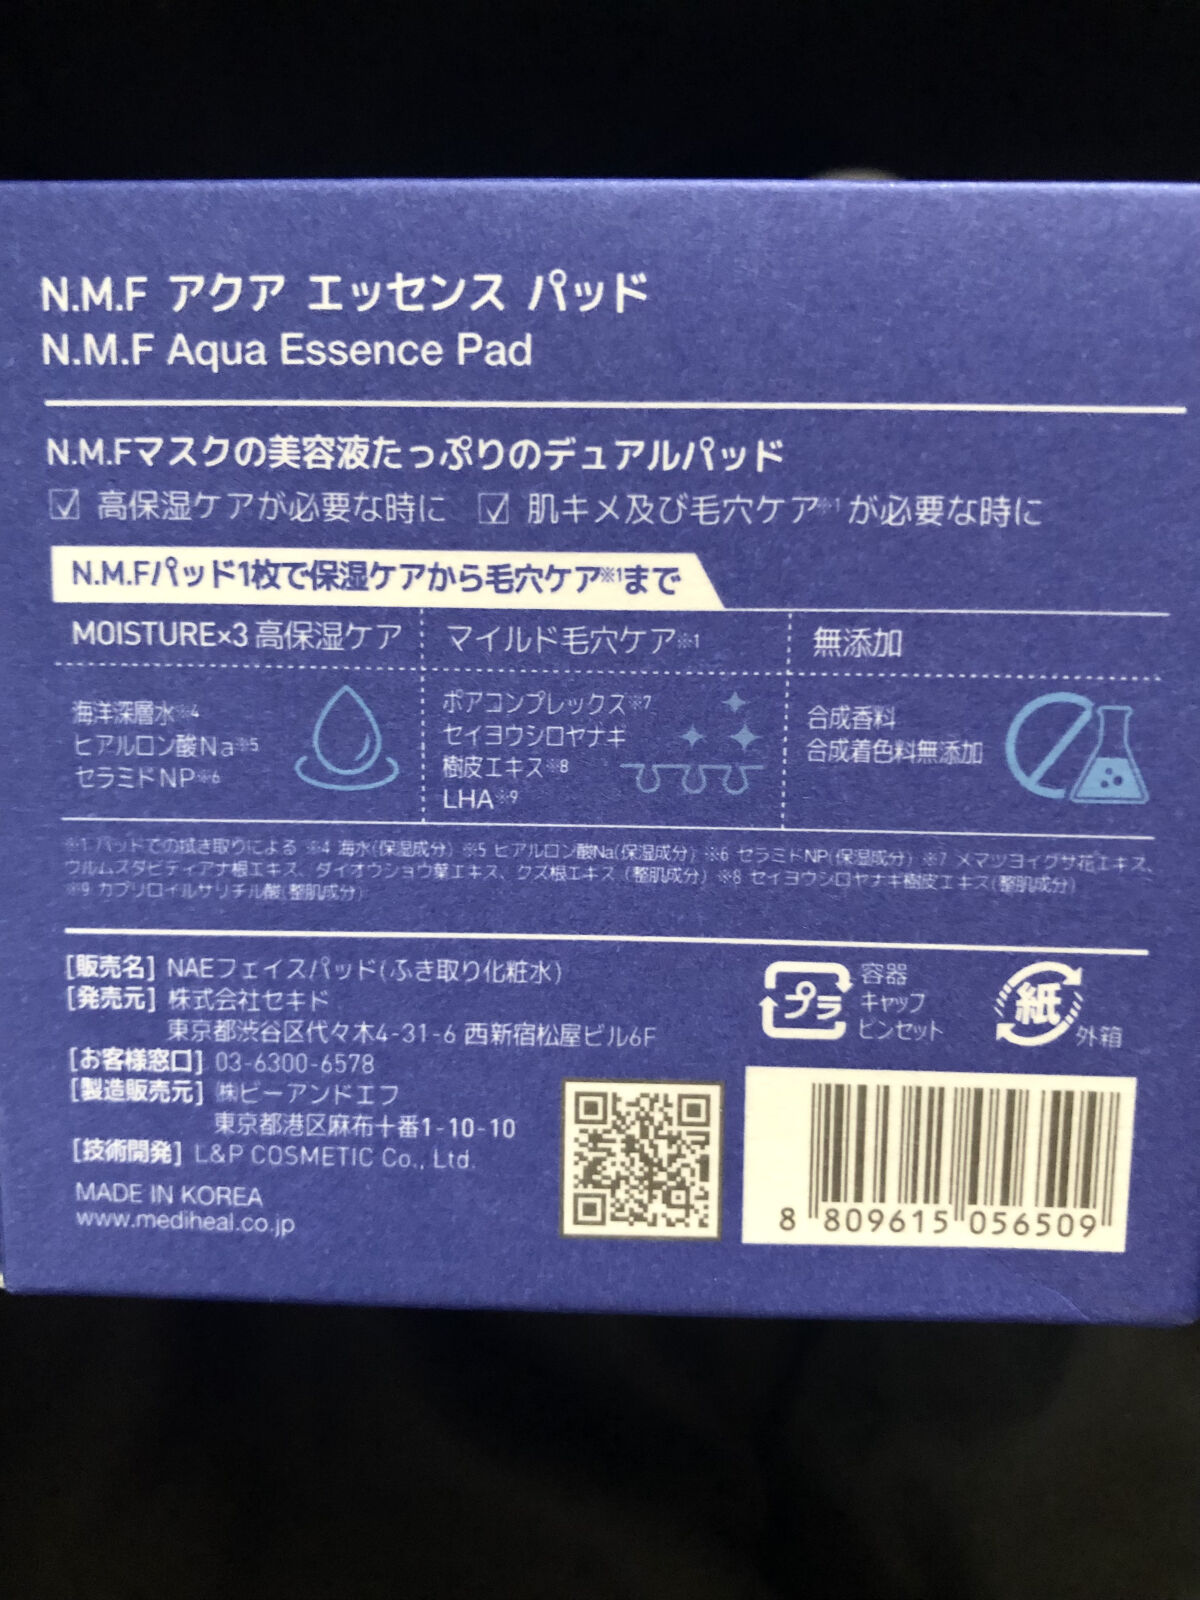 N.M.F アクア エッセンス パッド
N.M.F Aqua Essence Pad
N.M.Fマスクの美容液たっぷりのデュアルパッド
☑ 高保湿ケアが必要な時に ☑ 肌キメ及び毛穴ケア※1 が必要な時に
N.M.Fパッド1枚で保湿ケアから毛穴ケア※1まで
MOISTURE×3 高保湿ケア
海洋深層水※4
ヒアルロン酸Na※5
セラミドNP※6
マイルド毛穴ケア※1
ポアコンプレックス※7
セイヨウシロヤナギ
樹皮エキス※8
LHA※9
無添加
合成香料
合成着色料無添加
※1 パッドでの拭き取りによる ※4 海水(保湿成分) ※5 ヒアルロン酸Na(保湿成分) ※6 セラミドNP(保湿成分) ※7 メマツヨイグサ花エキス、
ウルムスダビディアナ根エキス、ダイオウショウ葉エキス、クズ根エキス (整肌成分) ※8 セイヨウシロヤナギ樹皮エキス(整肌成分)
※9 カプリロイルサリチル酸(整肌成分)
[販売名] NAEフェイスパッド(ふき取り化粧水)
[発売元] 株式会社セキド
東京都渋谷区代々木4-31-6 西新宿松屋ビル6F
[お客様窓口] 03-6300-6578
[製造販売元] ㈱ビーアンドエフ
東京都港区麻布十番1-10-10
[技術開発] L&P COSMETIC Co., Ltd.
MADE IN KOREA
www.mediheal.co.jp
プラ
容器
キャップ
ピンセット
紙
外箱
8 809615 056509